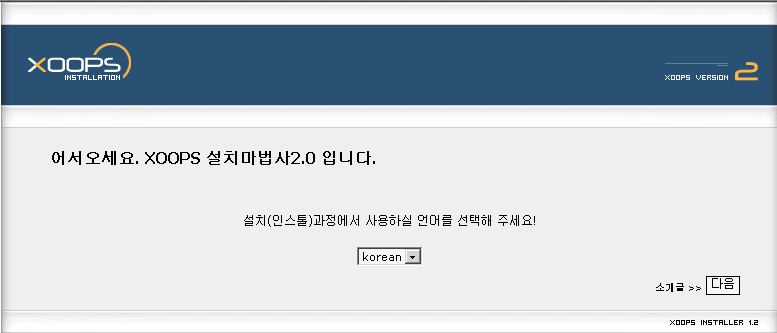 XOOPS
INSTALLATION
XOOPS VERSION 2
어서오세요. XOOPS 설치마법사2.0 입니다.
설치(인스톨)과정에서 사용하실 언어를 선택해 주세요!
korean
소개글 >> 다음
XOOPS INSTALLER 1.2